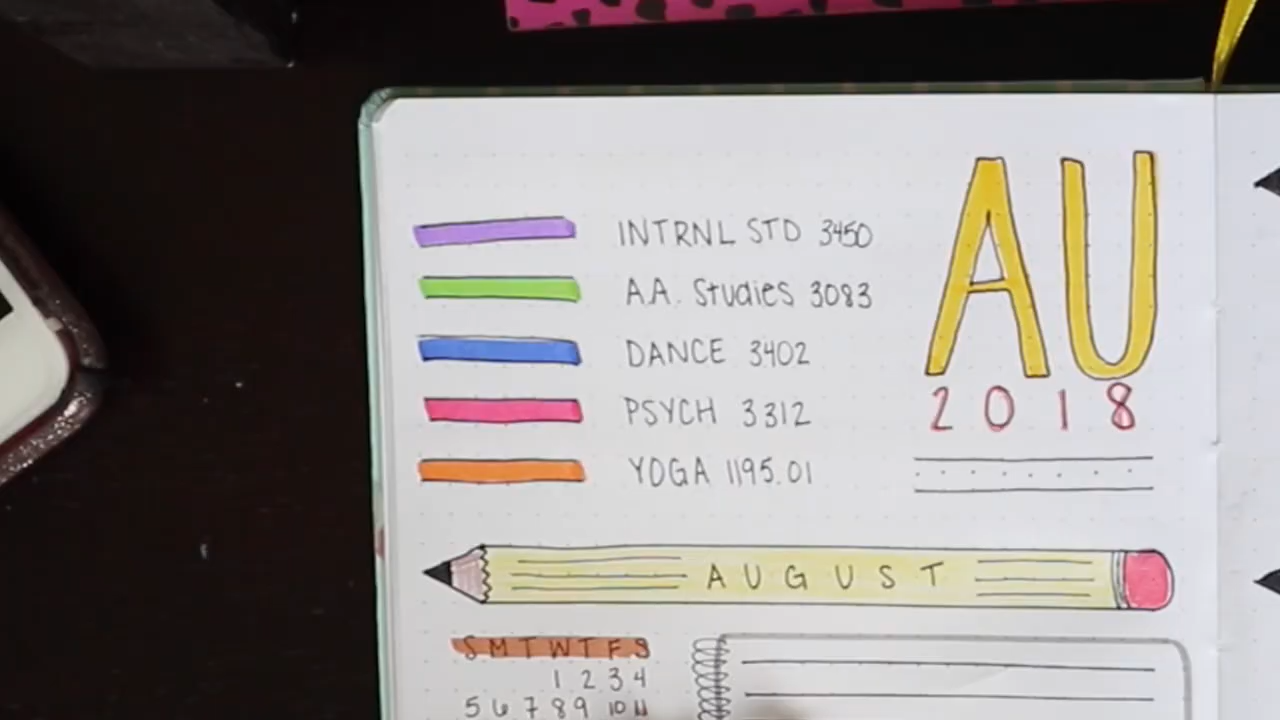 INTRNL STD 3450
A.A. Studies 3083
DANCE 3402
PSYCH 3312
YOGA 1195.01
AU
2018
AUGUST
S M T W T F S
1 2 3 4
5 6 7 8 9 10 11